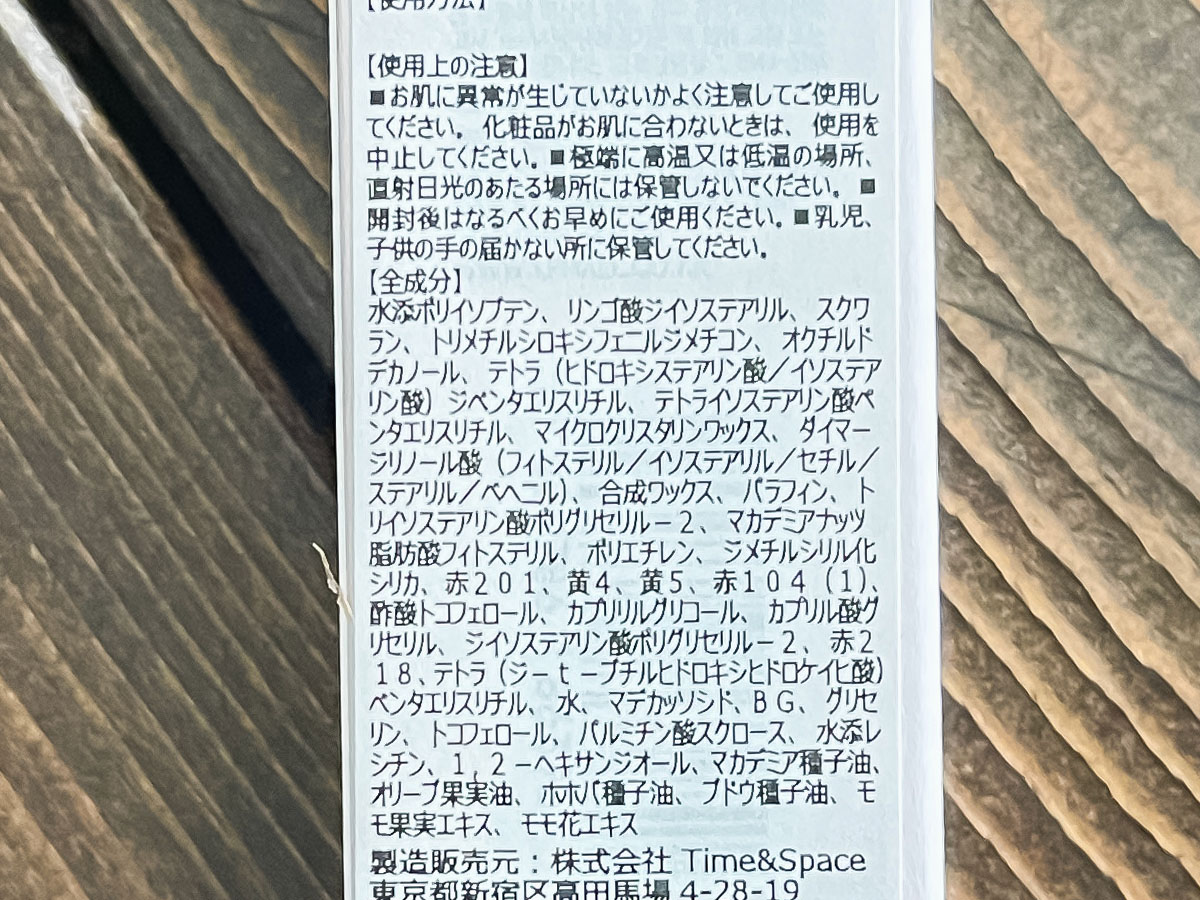 【使用方法】
【使用上の注意】
■お肌に異常が生じていないかよく注意してご使用し
てください。化粧品がお肌に合わないときは、使用を
中止してください。■極端に高温又は低温の場所、
直射日光のあたる場所には保管しないでください。■
開封後はなるべくお早めにご使用ください。■乳児、
子供の手の届かない所に保管してください。
【全成分】
水添ポリイソブテン、リンゴ酸ジイソステアリル、スクワ
ラン、トリメチルシロキシフェニルジメチコン、オクチルド
デカノール、テトラ（ヒドロキシステアリン酸／イソステア
リン酸）ジペンタエリスリチル、テトライソステアリン酸ペ
ンタエリスリチル、マイクロクリスタリンワックス、ダイマー
ジリノール酸（フィトステリル／イソステアリル／セチル／
ステアリル／ベヘニル）、合成ワックス、パラフィン、ト
リイソステアリン酸ポリグリセリル－２、マカデミアナッツ
脂肪酸フィトステリル、ポリエチレン、ジメチルシリル化
シリカ、赤２０１、黄４、黄５、赤１０４（１）、
酢酸トコフェロール、カプリリルグリコール、カプリル酸グ
リセリル、ジイソステアリン酸ポリグリセリル－２、赤２
１８、テトラ（ジ－ｔ－ブチルヒドロキシヒドロケイヒ酸）
ペンタエリスリチル、水、マデカッソシド、ＢＧ、グリセ
リン、トコフェロール、パルミチン酸スクロース、水添レ
シチン、１，２－ヘキサンジオール、マカデミア種子油、
オリーブ果実油、ホホバ種子油、ブドウ種子油、モ
モ果実エキス、モモ花エキス
製造販売元：株式会社 Time&Space
東京都新宿区高田馬場 4-28-19